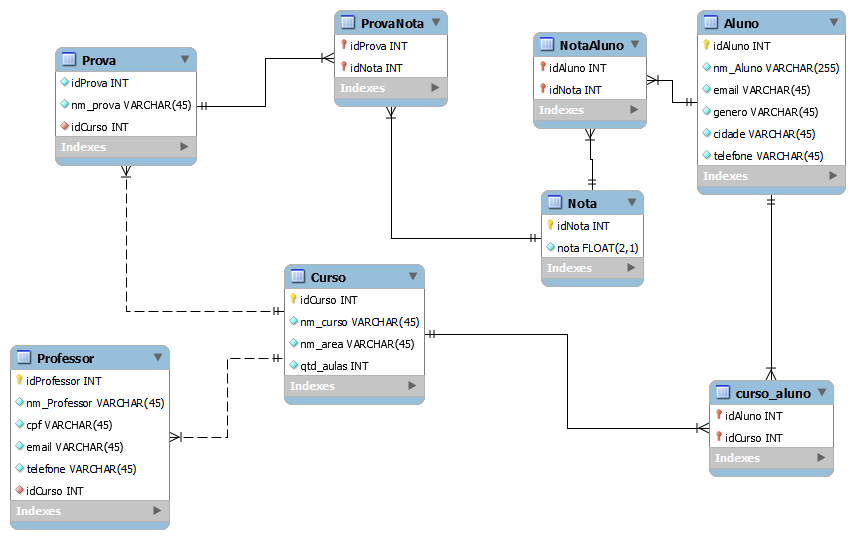 Prova
idProva INT
nm_prova VARCHAR(45)
idCurso INT
Indexes
ProvaNota
idProva INT
idNota INT
Indexes
NotaAluno
idAluno INT
idNota INT
Indexes
Aluno
idAluno INT
nm_Aluno VARCHAR(255)
email VARCHAR(45)
genero VARCHAR(45)
cidade VARCHAR(45)
telefone VARCHAR(45)
Indexes
Nota
idNota INT
nota FLOAT(2,1)
Indexes
Curso
idCurso INT
nm_curso VARCHAR(45)
nm_area VARCHAR(45)
qtd_aulas INT
Indexes
Professor
idProfessor INT
nm_Professor VARCHAR(45)
cpf VARCHAR(45)
email VARCHAR(45)
telefone VARCHAR(45)
idCurso INT
Indexes
curso_aluno
idAluno INT
idCurso INT
Indexes